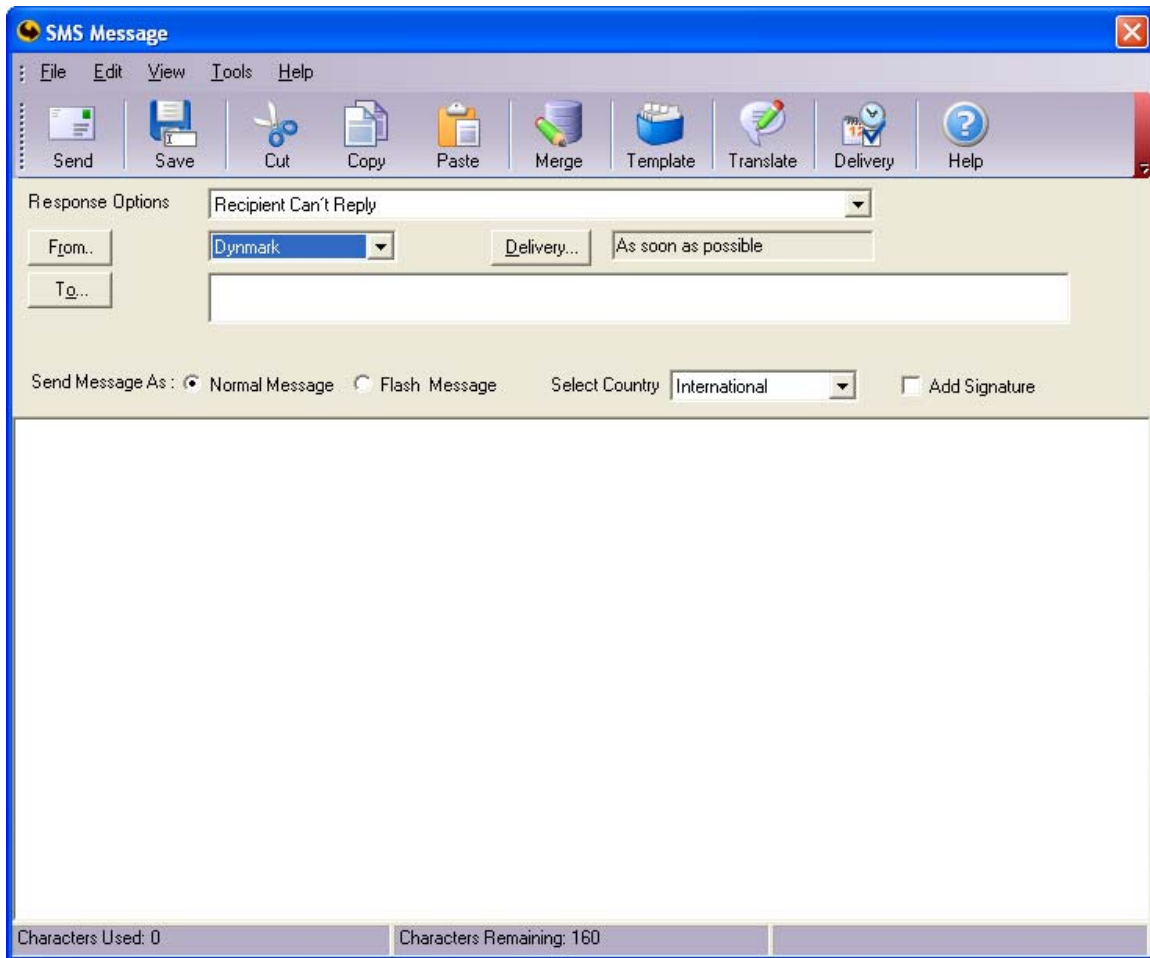 SMS Message
File Edit View Tools Help
Send Save Cut Copy Paste Merge Template Translate Delivery Help
Response Options Recipient Can't Reply
From.. Dynmark Delivery... As soon as possible
To...
Send Message As : Normal Message Flash Message Select Country International Add Signature
Characters Used: 0 Characters Remaining: 160